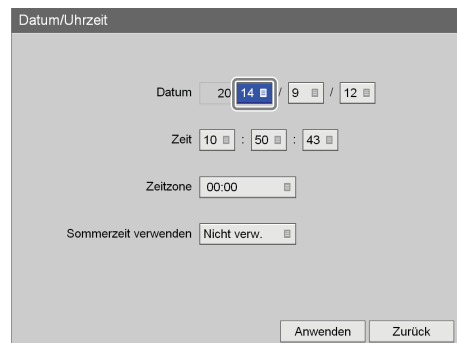 Datum/Uhrzeit
Datum 20 14 / 9 / 12
Zeit 10 : 50 : 43
Zeitzone 00:00
Sommerzeit verwenden Nicht verw.
Anwenden Zurück